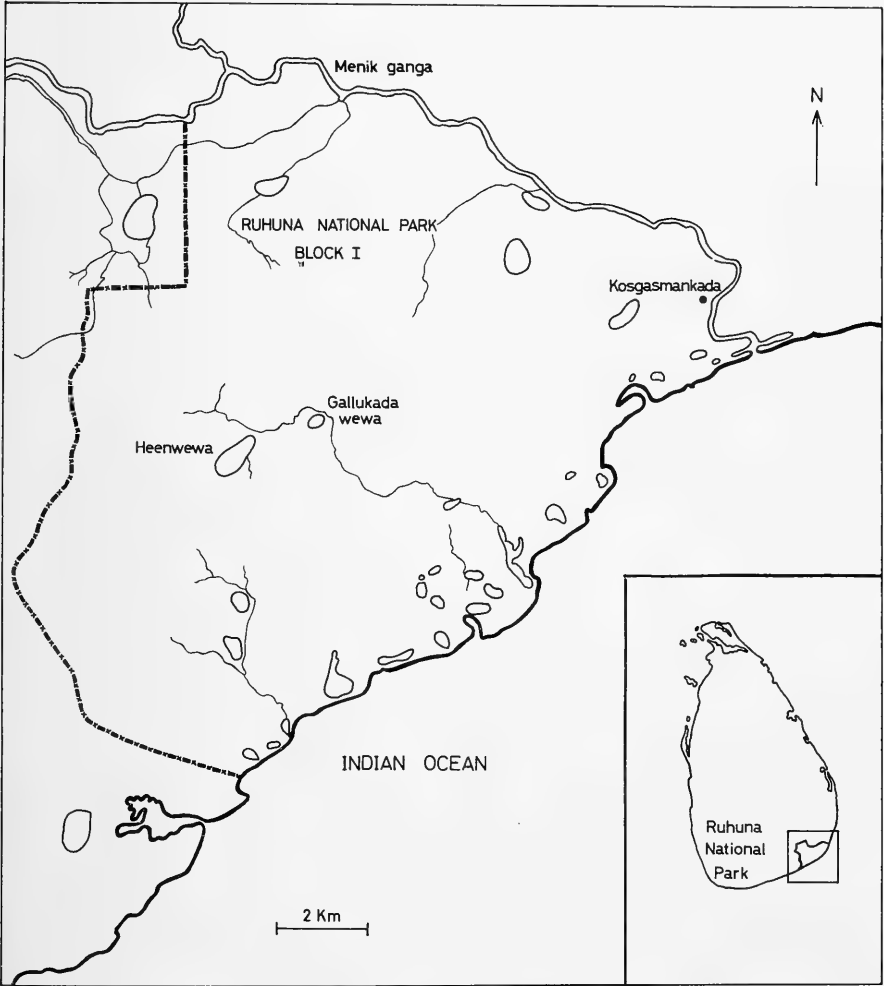 Menik ganga
N
RUHUNA NATIONAL PARK
BLOCK I
Kosgasmankada
Gallukada
wewa
Heenwewa
INDIAN OCEAN
Ruhuna
National
Park
2 Km